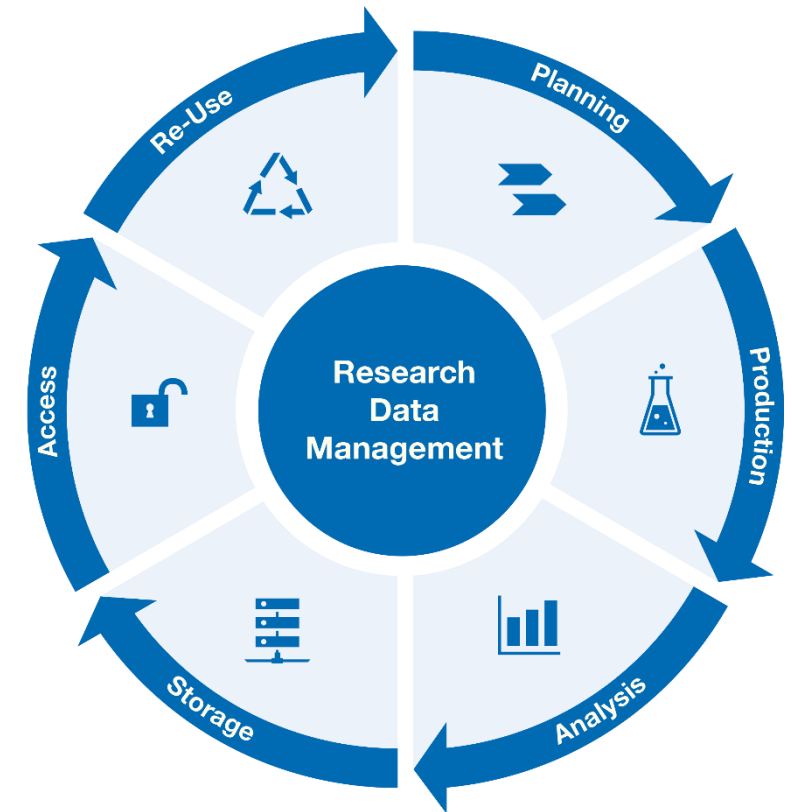 Research
Data
Management
Planning
Production
Analysis
Storage
Access
Re-Use